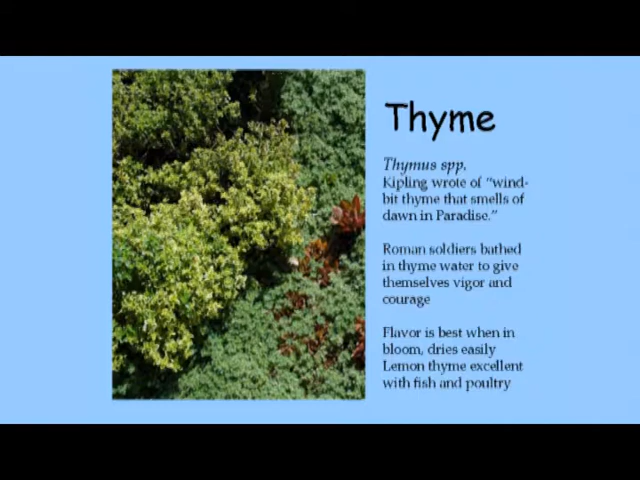 Thyme
Thymus spp.
Kipling wrote of "wind-
bit thyme that smells of
dawn in Paradise."
Roman soldiers bathed
in thyme water to give
themselves vigor and
courage
Flavor is best when in
bloom, dries easily
Lemon thyme excellent
with fish and poultry